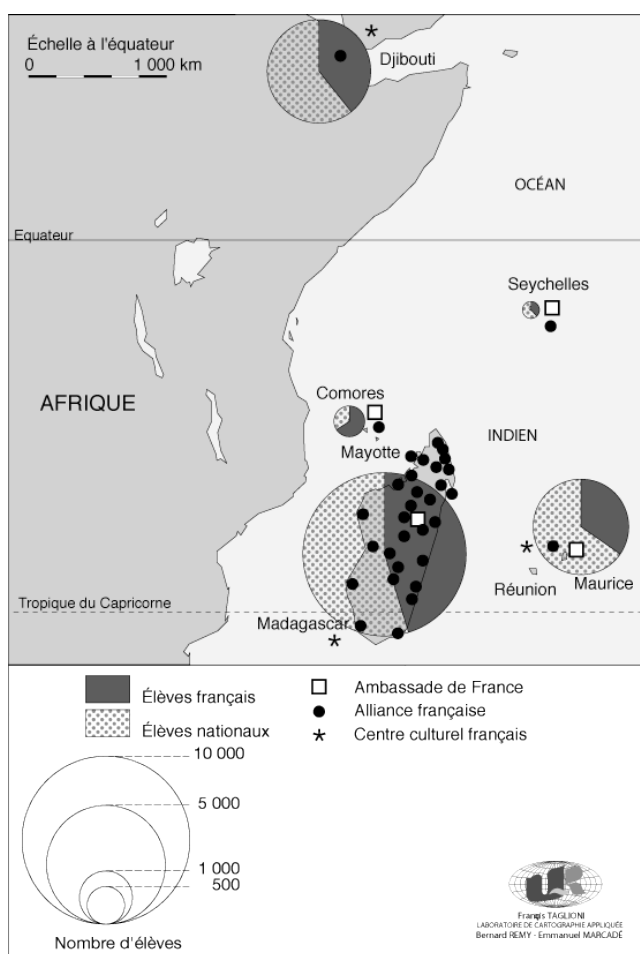 Échelle à l'équateur
0 1 000 km
Djibouti
OCÉAN
Equateur
Seychelles
AFRIQUE
Comores
Mayotte
INDIEN
Réunion
Maurice
Tropique du Capricorne
Madagascar
Élèves français
Élèves nationaux
Ambassade de France
Alliance française
Centre culturel français
10 000
5 000
1 000
500
Nombre d'élèves
Françis TAGLIONI
LABORATOIRE DE CARTOGRAPHIE APPLIQUÉE
Bernard REMY - Emmanuel MARCADÉ